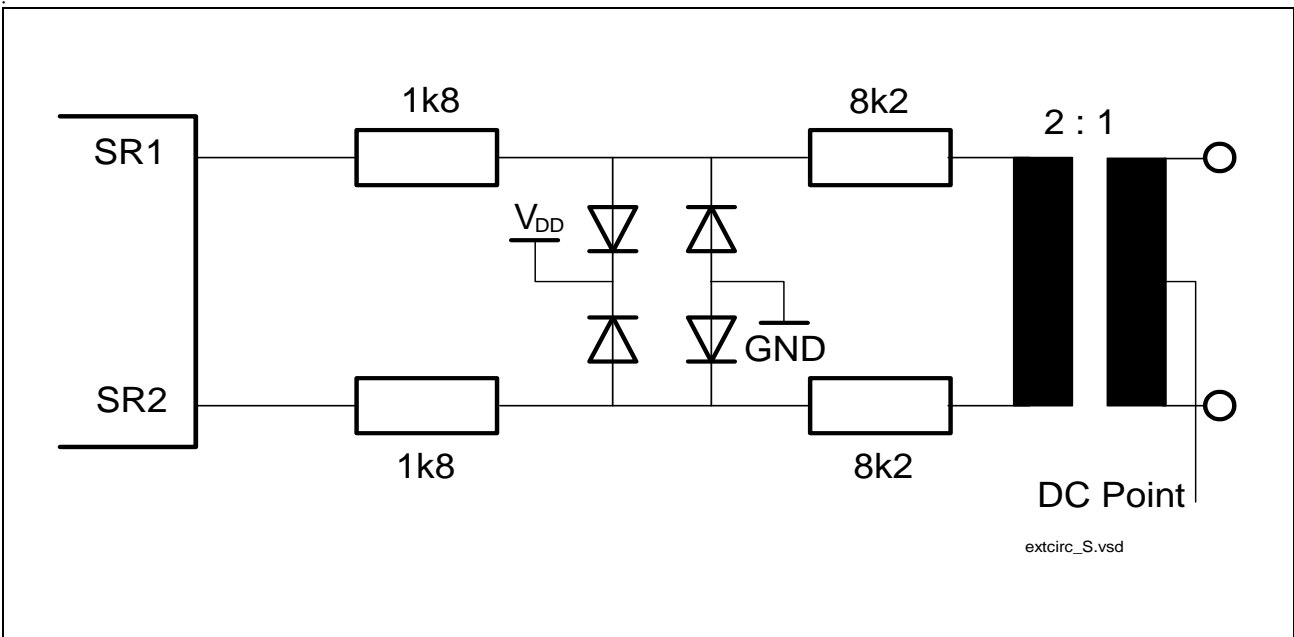 1k8
8k2
2 : 1
SR1
VDD
GND
SR2
1k8
8k2
DC Point
extcirc_S.vsd